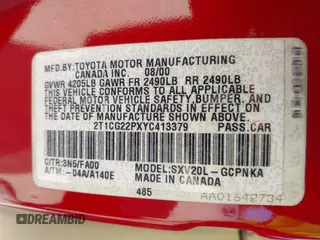 MFD.BY:TOYOTA MOTOR MANUFACTURING
CANADA INC. 08/00
GVWR 4205LB GAWR FR 2490LB RR 2490LB
THIS VEHICLE CONFORMS TO ALL APPLICABLE
FEDERAL MOTOR VEHICLE SAFETY, BUMPER, AND
THEFT PREVENTION STANDARDS IN EFFECT ON
THE DATE OF MANUFACTURE SHOWN ABOVE.
2T1CG22PXYC413379 PASS.CAR
C/TR:3N5/FA00 MODEL:SXV20L-
A/TM:-04A/A140E GCPNKA
MADE IN CANADA
485
AA01642734
DREAMBID